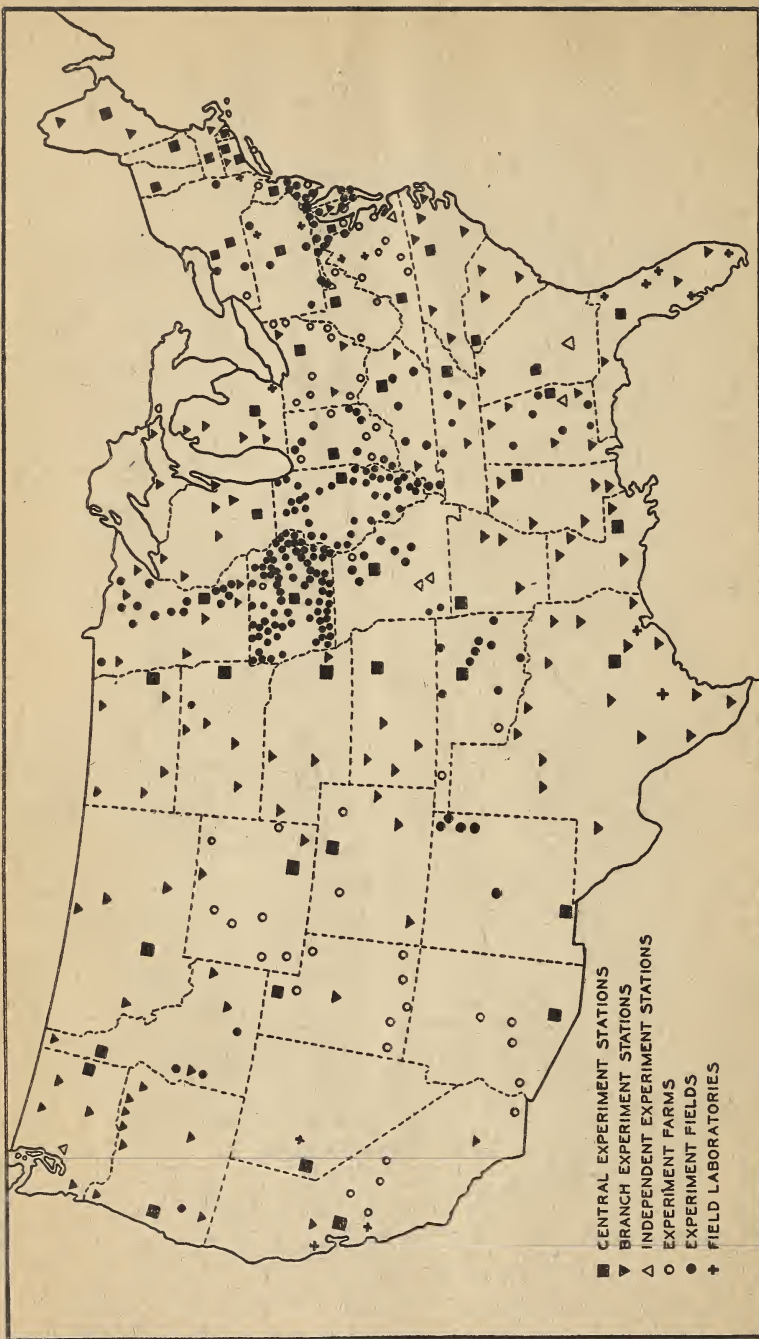 CENTRAL EXPERIMENT STATIONS
BRANCH EXPERIMENT STATIONS
INDEPENDENT EXPERIMENT STATIONS
EXPERIMENT FARMS
EXPERIMENT FIELDS
FIELD LABORATORIES